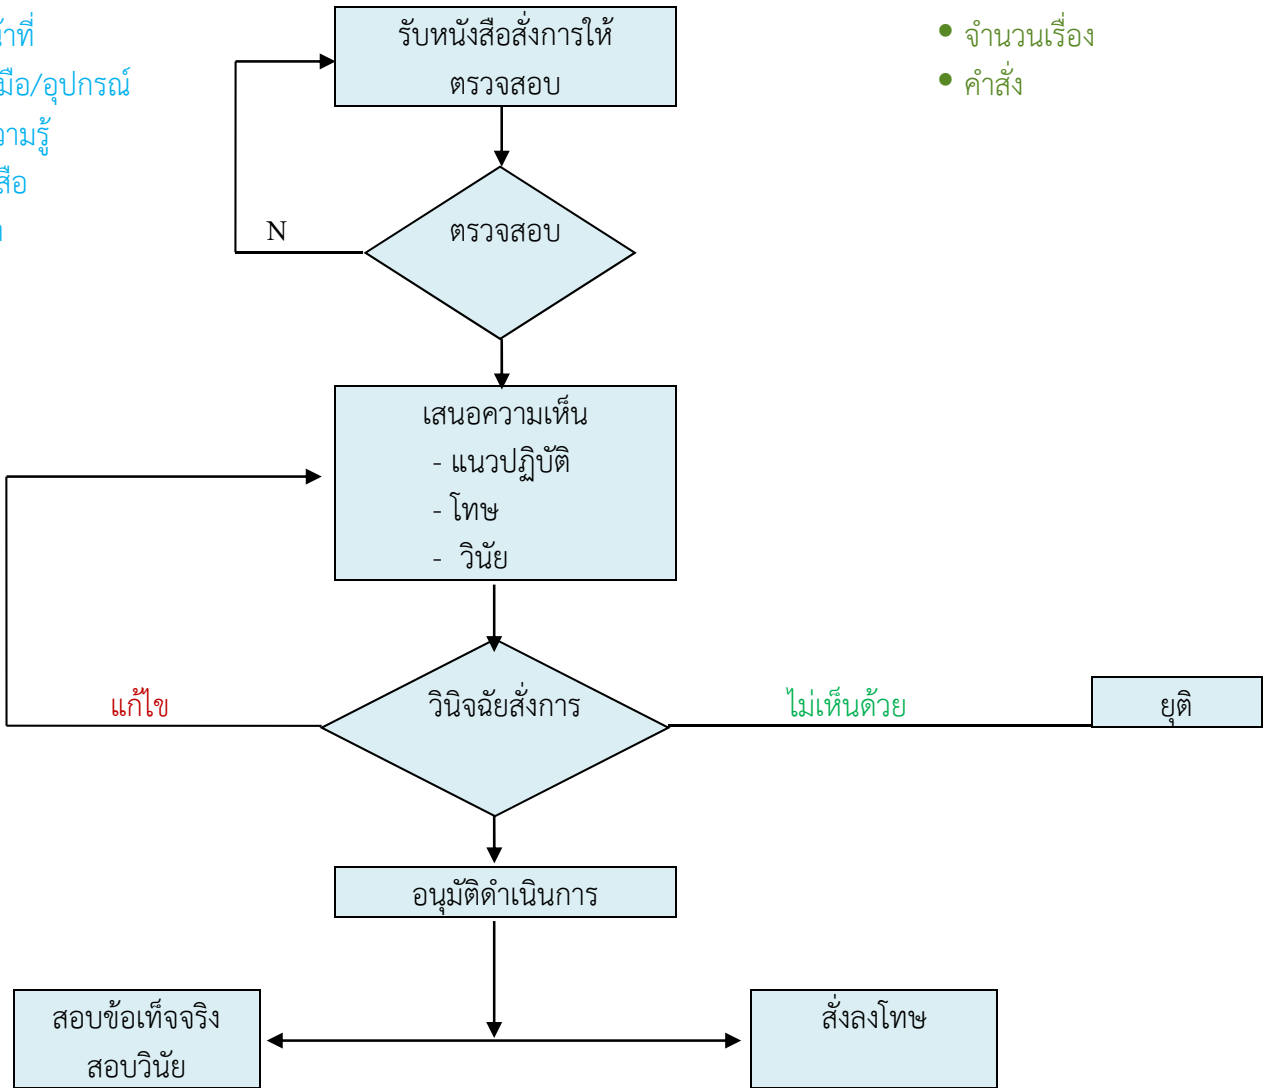 น้าที่
มือ/อุปกรณ์
วามรู้
สือ
รับหนังสือสั่งการให้
ตรวจสอบ
• จำนวนเรื่อง
• คำสั่ง
N
ตรวจสอบ
เสนอความเห็น
- แนวปฏิบัติ
- โทษ
- วินัย
แก้ไข
วินิจฉัยสั่งการ
ไม่เห็นด้วย
ยุติ
อนุมัติดำเนินการ
สอบข้อเท็จจริง
สอบวินัย
สั่งลงโทษ